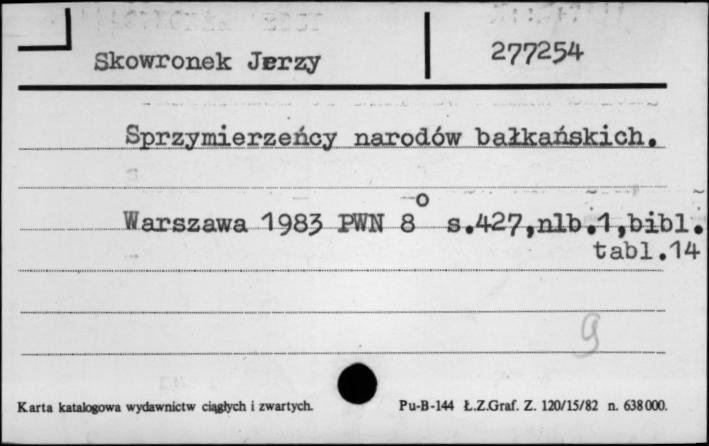 Skowronek Jerzy 277254
Sprzymierzeńcy narodów bałkańskich.
Warszawa 1983 PWN 8° s.427,nlb.1,bibl.
tabl.14
9
Karta katalogowa wydawnictw ciągłych i zwartych. Pu-B-144 Ł.Z.Graf. Z. 120/15/82 n. 638000.